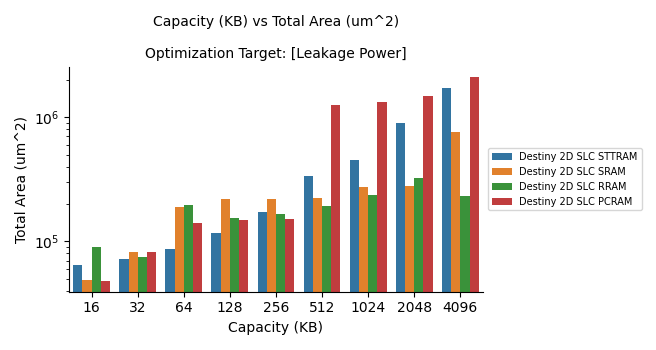 Capacity (KB) vs Total Area (um^2)
Optimization Target: [Leakage Power]
Total Area (um^2)
10^6
10^5
16 32 64 128 256 512 1024 2048 4096
Capacity (KB)
Destiny 2D SLC STTRAM
Destiny 2D SLC SRAM
Destiny 2D SLC RRAM
Destiny 2D SLC PCRAM